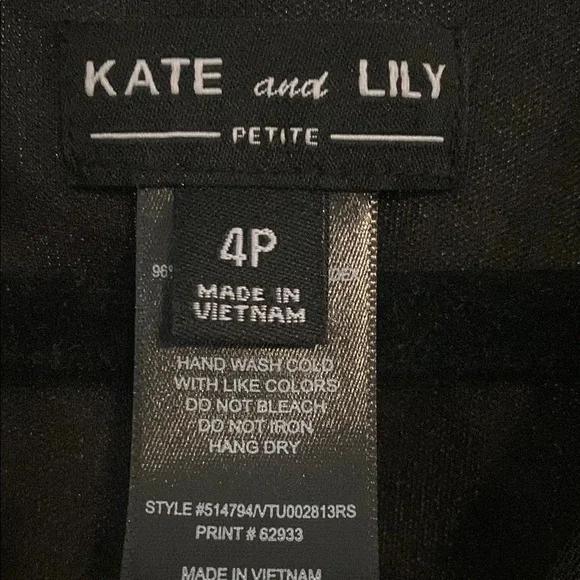 KATE and LILY
PETITE
4P
MADE IN
VIETNAM
HAND WASH COLD
WITH LIKE COLORS
DO NOT BLEACH
DO NOT IRON
HANG DRY
STYLE #514794/VTU002813RS
PRINT # 62933
MADE IN VIETNAM